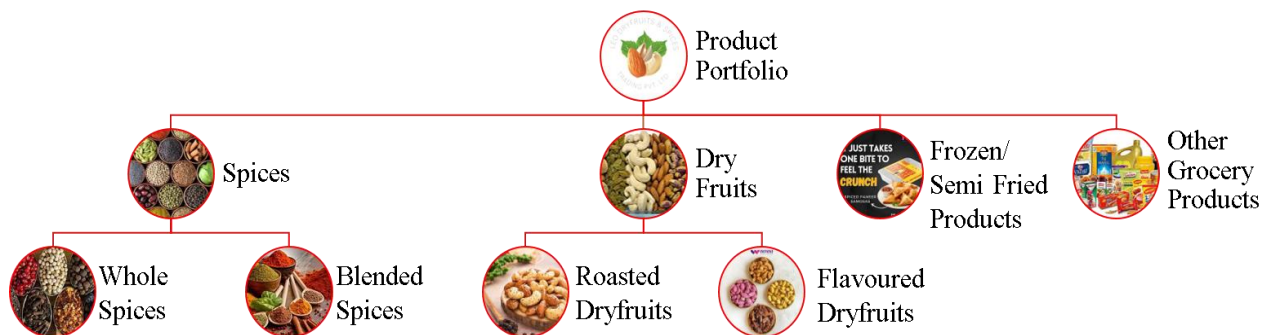 Product
Portfolio
Spices
Dry
Fruits
JUST TAKES
ONE BITE TO
FEEL THE
CRUNCH
Frozen/
Semi Fried
Products
Other
Grocery
Products
Whole
Spices
Blended
Spices
Roasted
Dryfruits
Flavoured
Dryfruits